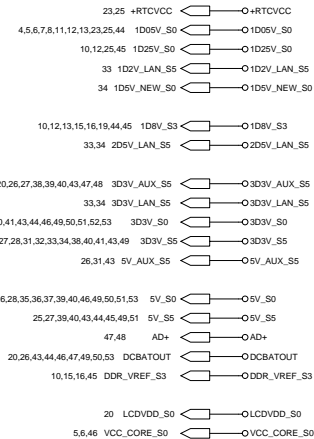 23,25 +RTCVCC +RTCVCC
4,5,6,7,8,11,12,13,23,25,44 1D05V_S0 1D05V_S0
10,12,25,45 1D25V_S0 1D25V_S0
33 1D2V_LAN_S5 1D2V_LAN_S5
34 1D5V_NEW_S0 1D5V_NEW_S0
10,12,13,15,16,19,44,45 1D8V_S3 1D8V_S3
33,34 2D5V_LAN_S5 2D5V_LAN_S5
20,26,27,38,39,40,43,47,48 3D3V_AUX_S5 3D3V_AUX_S5
33,34 3D3V_LAN_S5 3D3V_LAN_S5
0,41,43,44,46,49,50,51,52,53 3D3V_S0 3D3V_S0
27,28,31,32,33,34,38,40,41,43,49 3D3V_S5 3D3V_S5
26,31,43 5V_AUX_S5 5V_AUX_S5
6,28,35,36,37,39,40,46,49,50,51,53 5V_S0 5V_S0
25,27,39,40,43,44,45,49,51 5V_S5 5V_S5
47,48 AD+ AD+
20,26,43,44,46,47,49,50,53 DCBATOUT DCBATOUT
10,15,16,45 DDR_VREF_S3 DDR_VREF_S3
20 LCDVDD_S0 LCDVDD_S0
5,6,46 VCC_CORE_S0 VCC_CORE_S0